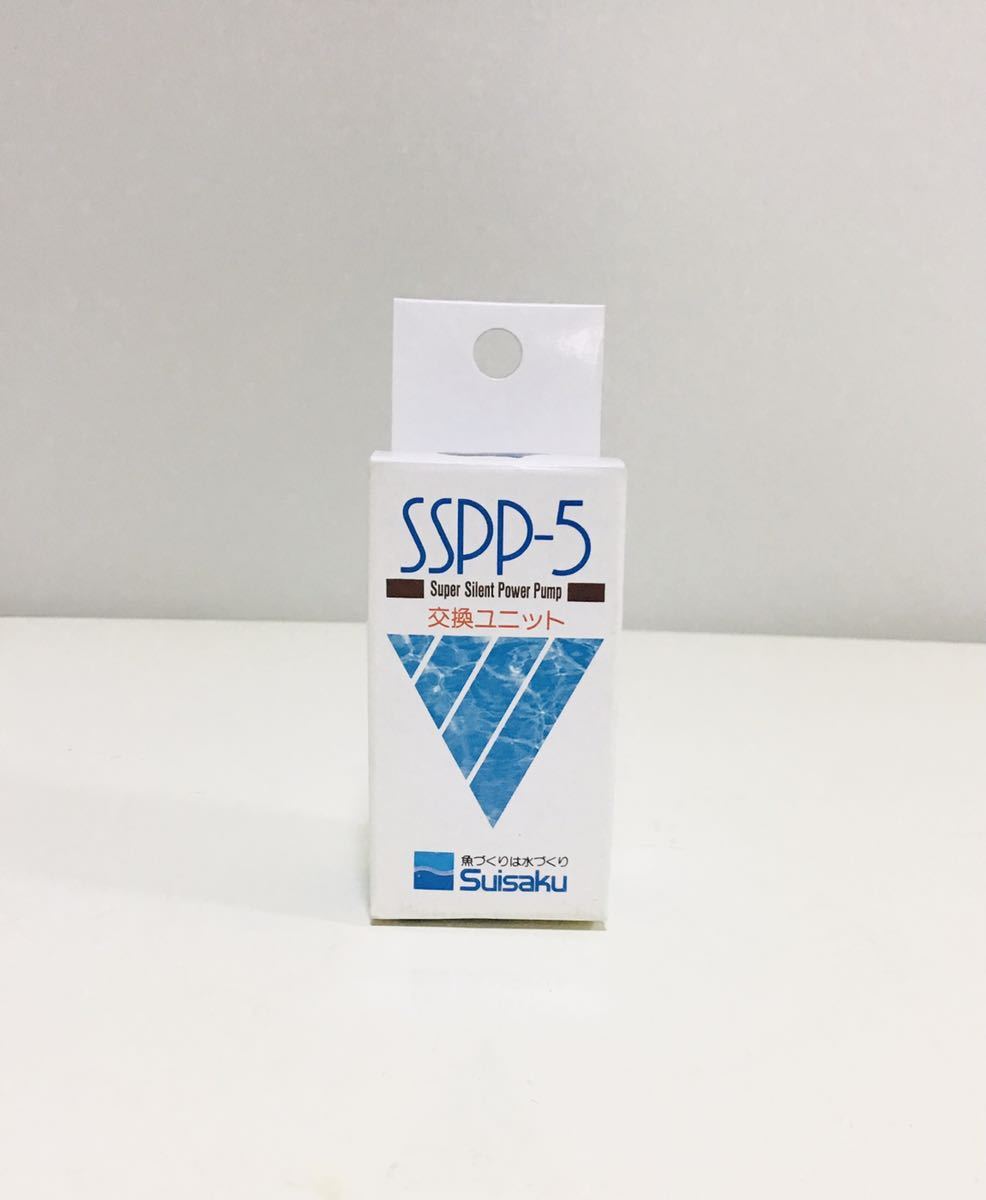 SSPP-5
Super Silent Power Pump
交換ユニット
魚づくりは水づくり
Suisaku